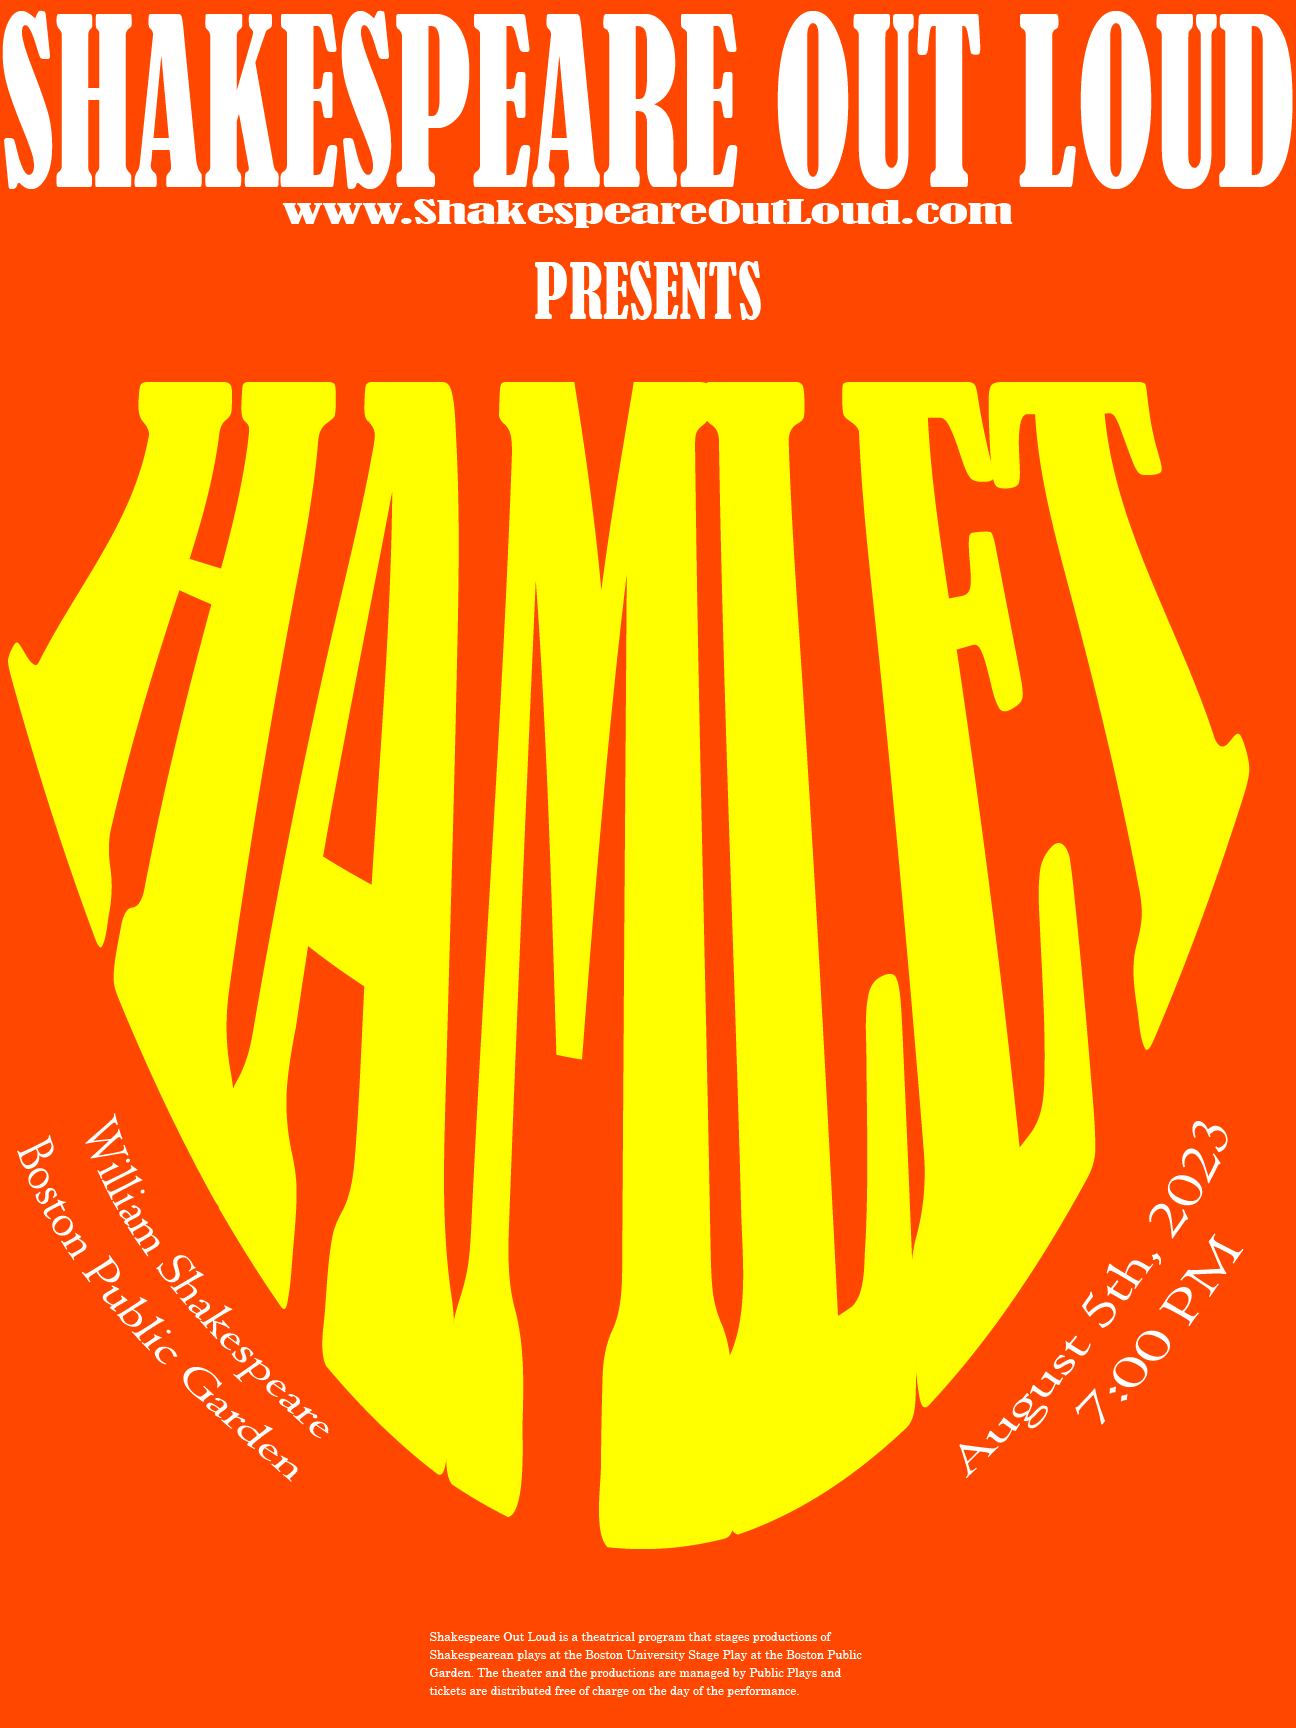 SHAKESPEARE OUT LOUD
www.ShakespeareOutLoud.com
PRESENTS
HAMLET
William Shakespeare
Boston Public Garden
August 5th, 2023
7:00 PM
Shakespeare Out Loud is a theatrical program that stages productions of
Shakespearean plays at the Boston University Stage Play at the Boston Public
Garden. The theater and the productions are managed by Public Plays and
tickets are distributed free of charge on the day of the performance.